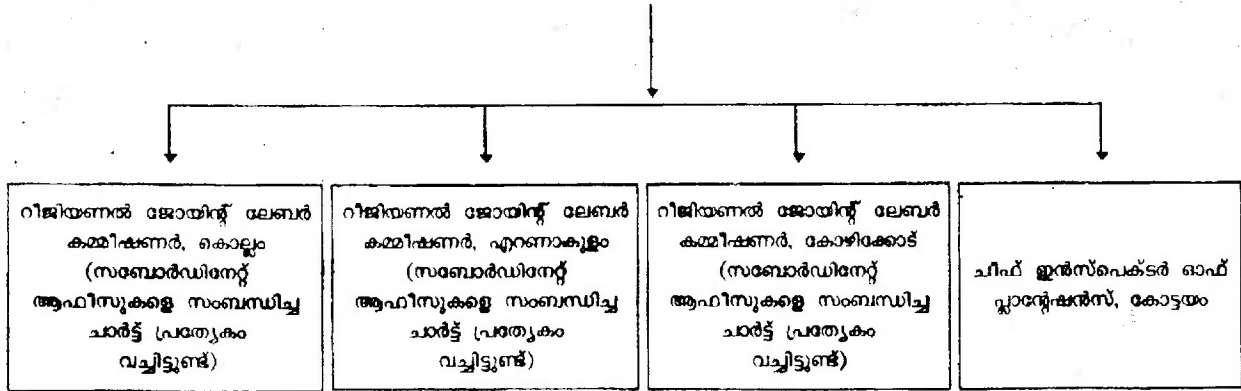 റീജിയണൽ ജോയിന്റ് ലേബർ
കമ്മീഷണർ, കൊല്ലം
(സബോർഡിനേറ്റ്
ആഫീസുകളെ സംബന്ധിച്ച
ചാർട്ട് പ്രത്യേകം
വച്ചിട്ടുണ്ട്)
റീജിയണൽ ജോയിന്റ് ലേബർ
കമ്മീഷണർ, എറണാകുളം
(സബോർഡിനേറ്റ്
ആഫീസുകളെ സംബന്ധിച്ച
ചാർട്ട് പ്രത്യേകം
വച്ചിട്ടുണ്ട്)
റീജിയണൽ ജോയിന്റ് ലേബർ
കമ്മീഷണർ, കോഴിക്കോട്
(സബോർഡിനേറ്റ്
ആഫീസുകളെ സംബന്ധിച്ച
ചാർട്ട് പ്രത്യേകം
വച്ചിട്ടുണ്ട്)
ചീഫ് ഇൻസ്പെക്ടർ ഓഫ്
പ്ലാന്റേഷൻസ്, കോട്ടയം